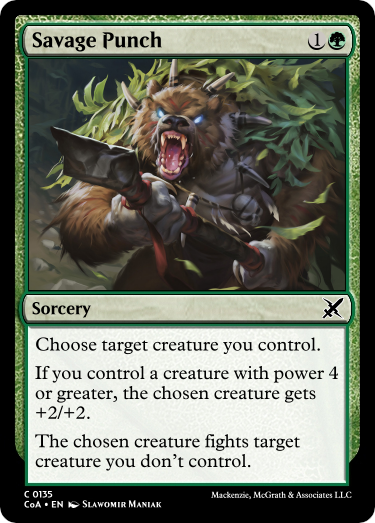 Savage Punch 1
Sorcery
Choose target creature you control.
If you control a creature with power 4
or greater, the chosen creature gets
+2/+2.
The chosen creature fights target
creature you don't control.
C 0135
CoA • EN Slawomir Maniak
Mackenzie, McGrath & Associates LLC